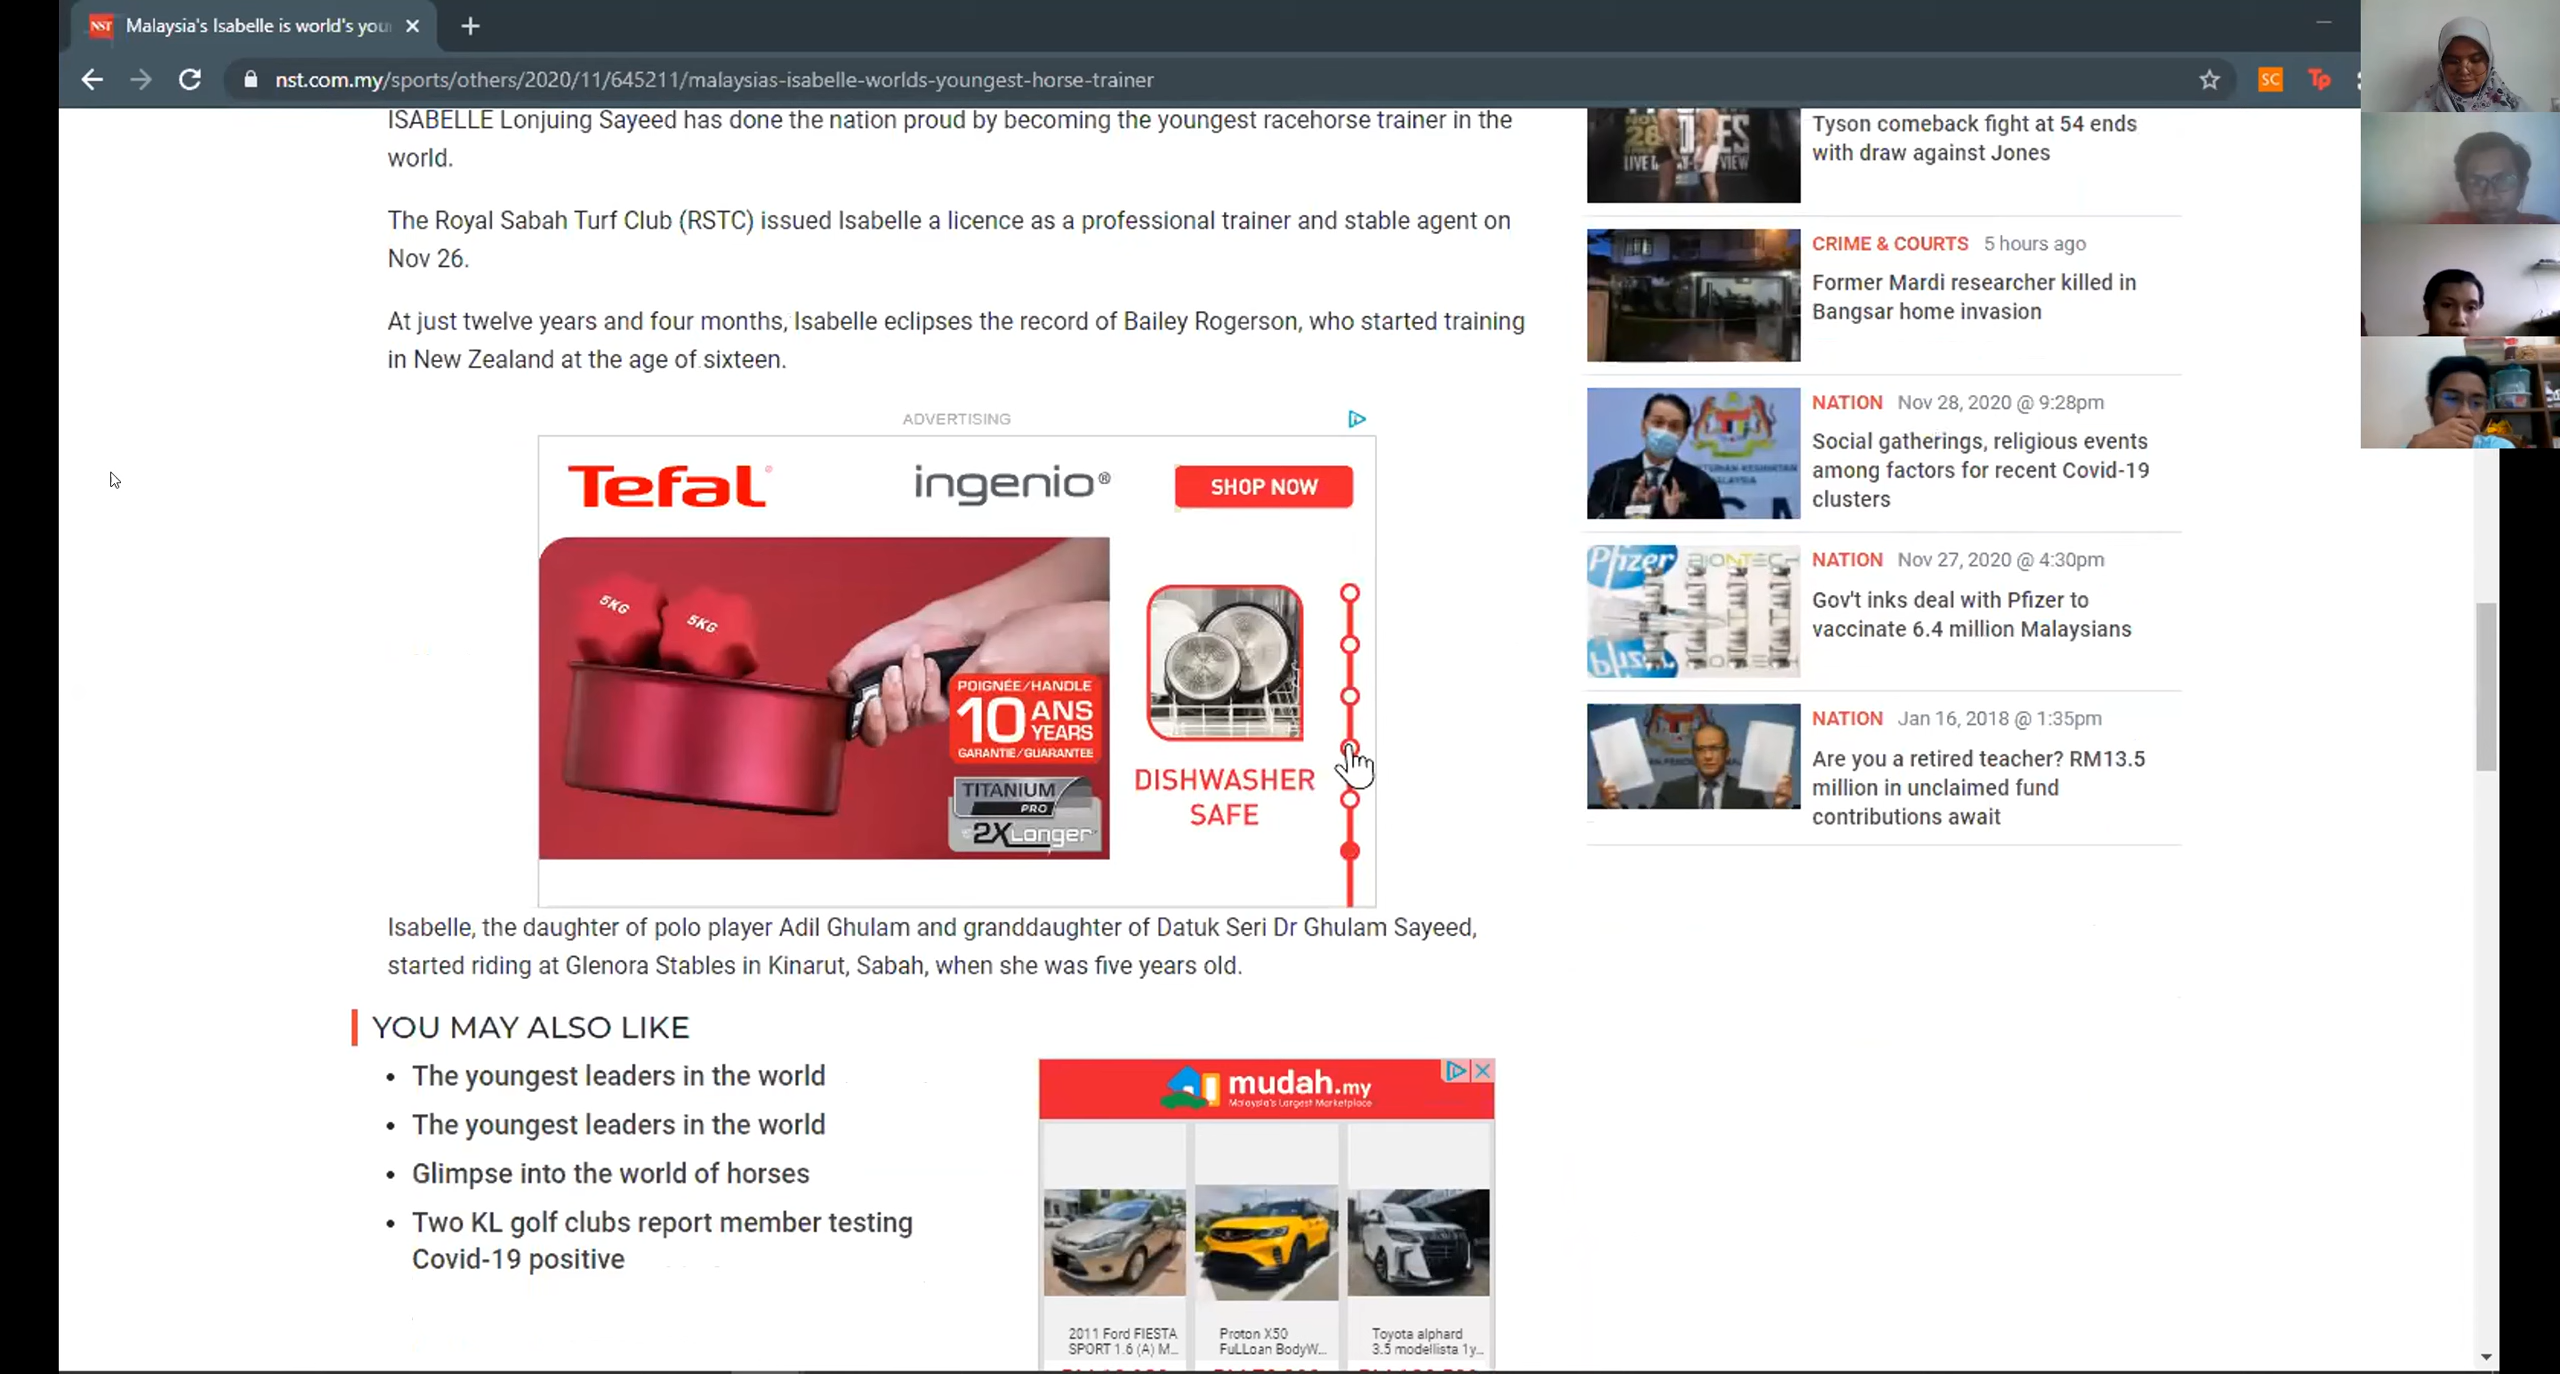 NST Malaysia's Isabelle is world's you
nst.com.my/sports/others/2020/11/645211/malaysias-isabelle-worlds-youngest-horse-trainer
SC Tp
ISABELLE Lonjuing Sayeed has done the nation proud by becoming the youngest racehorse trainer in the
world.
The Royal Sabah Turf Club (RSTC) issued Isabelle a licence as a professional trainer and stable agent on
Nov 26.
At just twelve years and four months, Isabelle eclipses the record of Bailey Rogerson, who started training
in New Zealand at the age of sixteen.
ADVERTISING
Tefal ingenio® SHOP NOW
5KG
5KG
POIGNÉE/HANDLE
10 ANS
YEARS
GARANTIE/GUARANTEE
TITANIUM
PRO
2X Longer
DISHWASHER
SAFE
Isabelle, the daughter of polo player Adil Ghulam and granddaughter of Datuk Seri Dr Ghulam Sayeed,
started riding at Glenora Stables in Kinarut, Sabah, when she was five years old.
YOU MAY ALSO LIKE
• The youngest leaders in the world
• The youngest leaders in the world
• Glimpse into the world of horses
• Two KL golf clubs report member testing
Covid-19 positive
mudah.my
Malaysia's Largest Marketplace
2011 Ford FIESTA
SPORT 1.6 (A) M...
Proton X50
FuLLoan BodyW...
Toyota alphard
3.5 modellista 1y...
NOV
28
LIVE
VIEW
Tyson comeback fight at 54 ends
with draw against Jones
CRIME & COURTS 5 hours ago
Former Mardi researcher killed in
Bangsar home invasion
NATION Nov 28, 2020 @ 9:28pm
Social gatherings, religious events
among factors for recent Covid-19
clusters
Pfizer BIONTECH
NATION Nov 27, 2020 @ 4:30pm
Gov't inks deal with Pfizer to
vaccinate 6.4 million Malaysians
NATION Jan 16, 2018 @ 1:35pm
Are you a retired teacher? RM13.5
million in unclaimed fund
contributions await